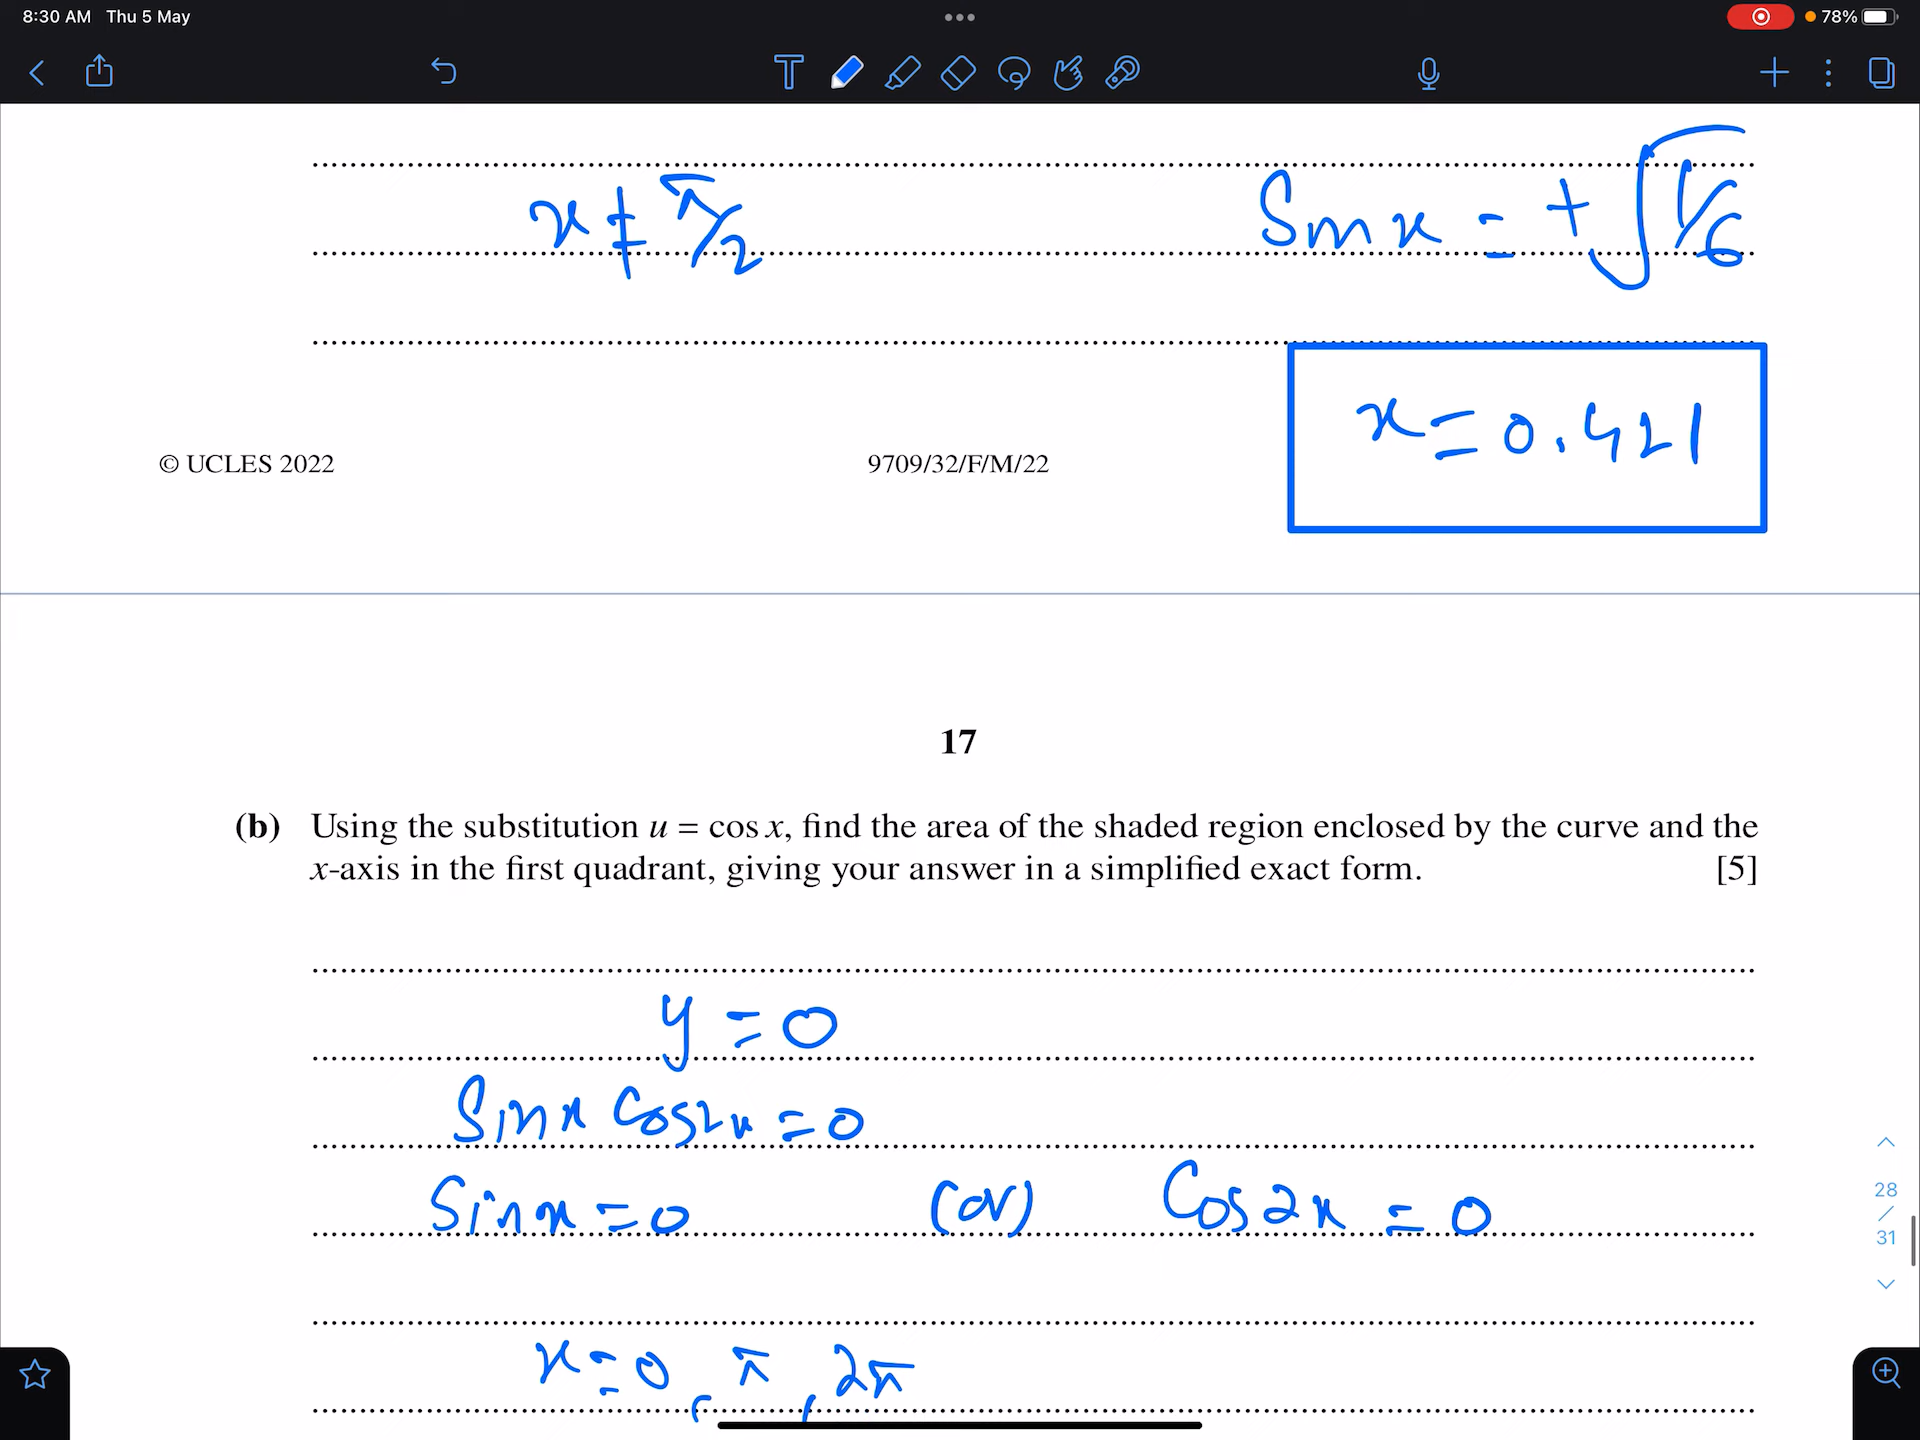 8:30 AM Thu 5 May
78%
x ≠ π/2
Sin x = +√1/6
x = 0.421
© UCLES 2022
9709/32/F/M/22
17
(b) Using the substitution u = cos x, find the area of the shaded region enclosed by the curve and the
x-axis in the first quadrant, giving your answer in a simplified exact form. [5]
y = 0
Sin x Cos2x = 0
Sin x = 0 (or) Cos 2x = 0
28
/
31
x = 0, π, 2π